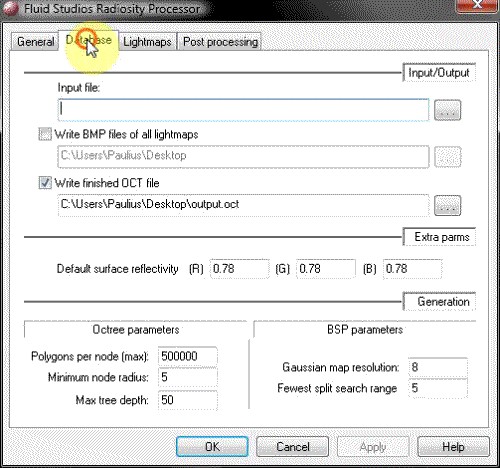 Fluid Studios Radiosity Processor
General Database Lightmaps Post processing
Input/Output
Input file:
...
Write BMP files of all lightmaps
C:\Users\Paulius\Desktop
...
Write finished OCT file
C:\Users\Paulius\Desktop\output.oct
...
Extra parms
Default surface reflectivity (R) 0.78 (G) 0.78 (B) 0.78
Generation
Octree parameters
Polygons per node (max): 500000
Minimum node radius: 5
Max tree depth: 50
BSP parameters
Gaussian map resolution: 8
Fewest split search range 5
OK Cancel Apply Help